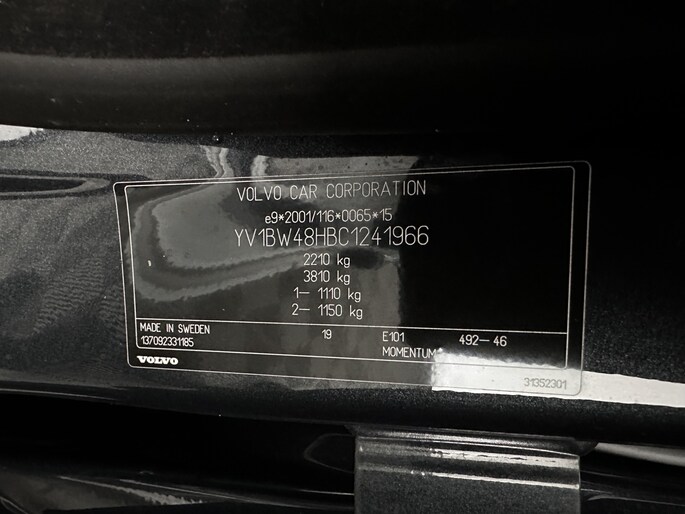 VOLVO CAR CORPORATION
e9*2001/116*0065*15
YV1BW48HBC1241966
2210 kg
3810 kg
1– 1110 kg
2– 1150 kg
MADE IN SWEDEN 19 E101 492–46
137092331185 MOMENTUM
VOLVO
31352301